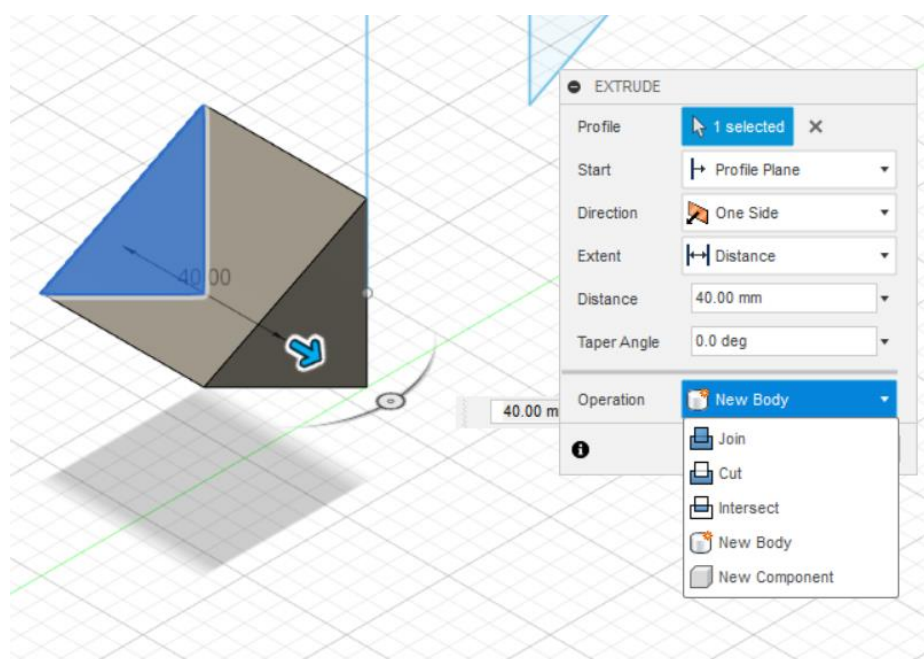 EXTRUDE
Profile 1 selected
Start Profile Plane
Direction One Side
Extent Distance
Distance 40.00 mm
Taper Angle 0.0 deg
Operation New Body
Join
Cut
Intersect
New Body
New Component
40.00
40.00 m